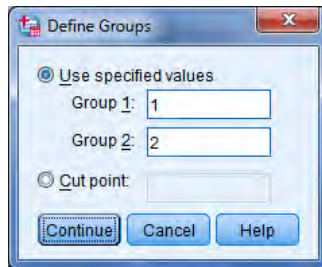 Define Groups
Use specified values
Group 1: 1
Group 2: 2
Cut point:
Continue Cancel Help